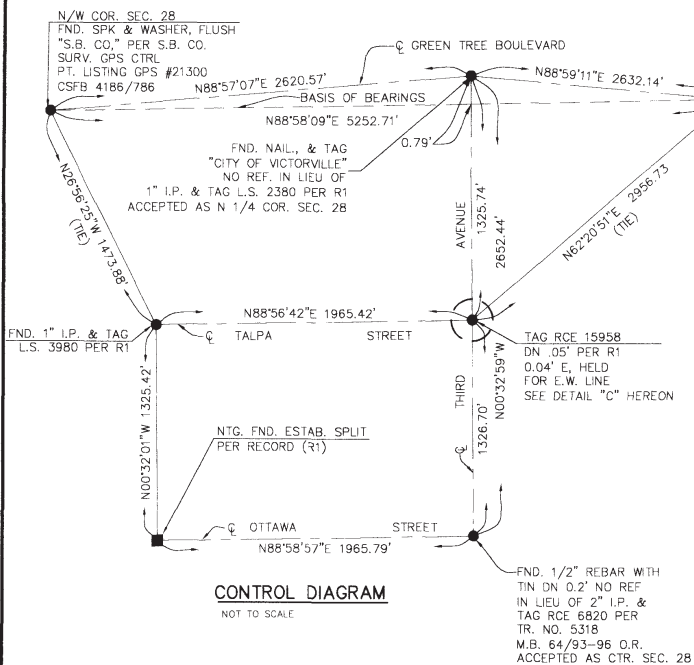 N/W COR. SEC. 28
FND. SPK & WASHER, FLUSH
"S.B. CO," PER S.B. CO.
SURV. GPS CTRL
PT. LISTING GPS #21300
CSFB 4186/786
℄ GREEN TREE BOULEVARD
N88°57'07"E 2620.57'
N88°59'11"E 2632.14'
BASIS OF BEARINGS
N88°58'09"E 5252.71'
0.79'
FND. NAIL, & TAG
"CITY OF VICTORVILLE"
NO REF. IN LIEU OF
1" I.P. & TAG L.S. 2380 PER R1
ACCEPTED AS N 1/4 COR. SEC. 28
N26°56'25"W 1473.88'
(TIE)
AVENUE
1325.74'
2652.44'
N62°20'51"E 2956.73
(TIE)
N88°56'42"E 1965.42'
℄ TALPA STREET
FND. 1" I.P. & TAG
L.S. 3980 PER R1
TAG RCE 15958
DN .05' PER R1
0.04' E, HELD
FOR E.W. LINE
SEE DETAIL "C" HEREON
N00°32'01"W 1325.42'
℄ THIRD
1326.70'
N00°32'59"W
NTG. FND. ESTAB. SPLIT
PER RECORD (R1)
℄ OTTAWA STREET
N88°58'57"E 1965.79'
FND. 1/2" REBAR WITH
TIN DN 0.2' NO REF
IN LIEU OF 2" I.P. &
TAG RCE 6820 PER
TR. NO. 5318
M.B. 64/93-96 O.R.
ACCEPTED AS CTR. SEC. 28
CONTROL DIAGRAM
NOT TO SCALE